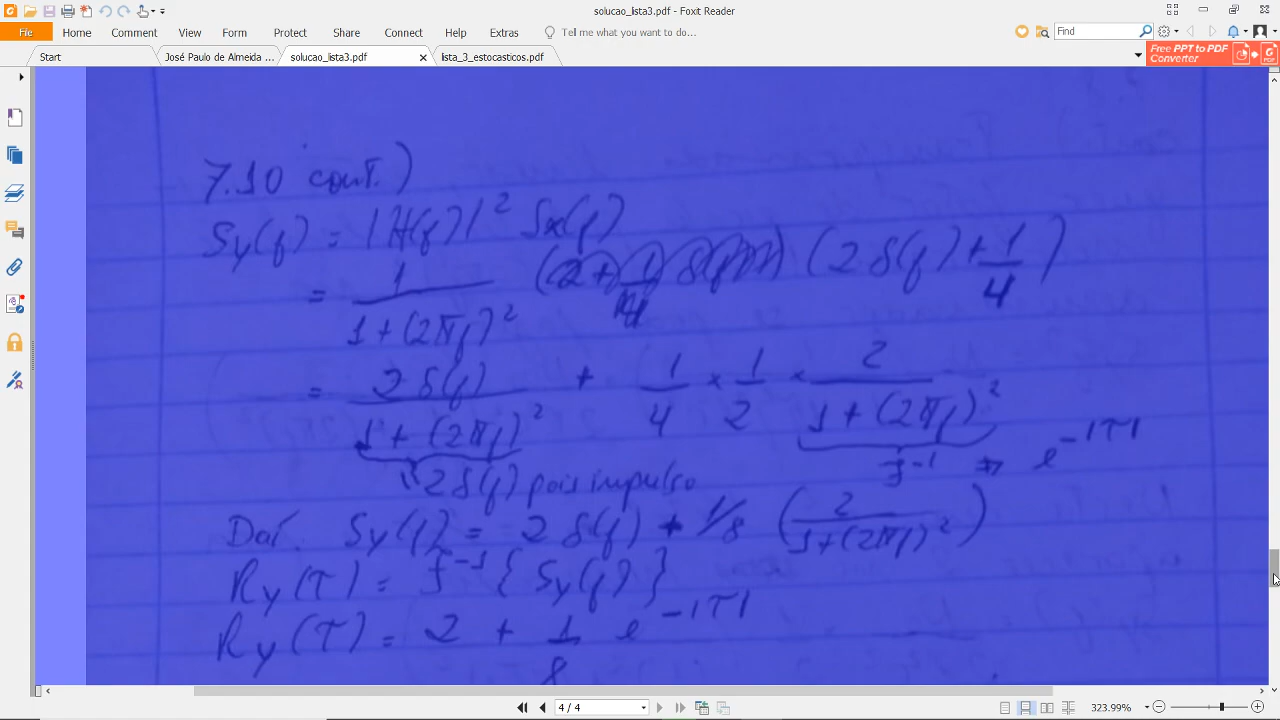 solucao_lista3.pdf - Foxit Reader
File Home Comment View Form Protect Share Connect Extras Tell me what you want to do... Find
Start José Paulo de Almeida ... solucao_lista3.pdf lista3_estocasticos.pdf Free PPT to PDF Converter
7.10 cont.)
Sy(f) = |H(f)|² Sx(f)
= 1/(1+(2πf)²) (2δ(f) + 1/4)
= 2δ(f)/(1+(2πf)²) + 1/4 × 1/2 × 2/(1+(2πf)²)
2δ(f) pois impulso F⁻¹ → e^-|τ|
Daí. Sy(f) = 2δ(f) + 1/8 (2/(1+(2πf)²))
Ry(τ) = F⁻¹{Sy(f)}
Ry(τ) = 2 + 1/8 e^-|τ|
4 / 4 323.99%